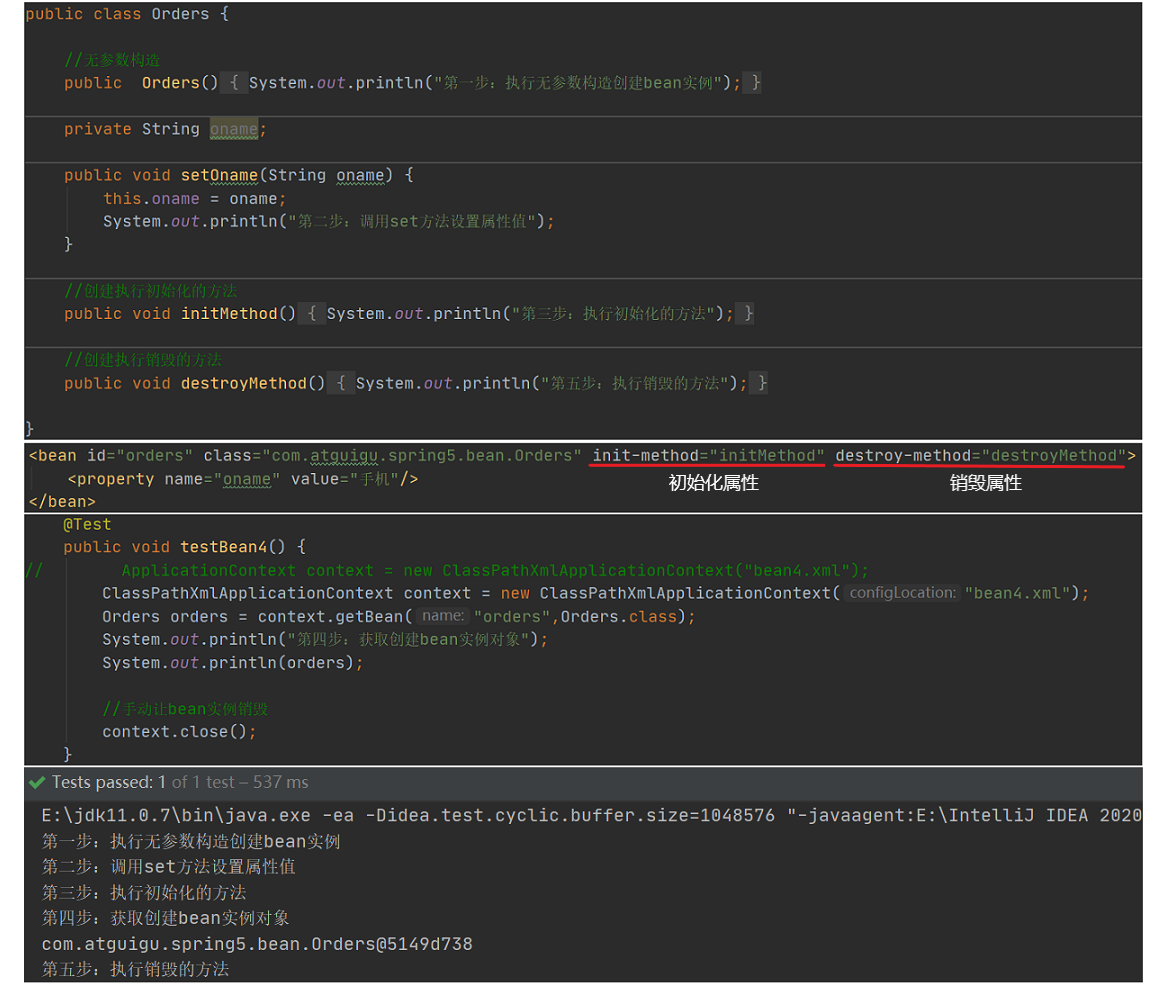 public class Orders {
//无参数构造
public  Orders() { System.out.println("第一步：执行无参数构造创建bean实例"); }
private String oname;
public void setOname(String oname) {
this.oname = oname;
System.out.println("第二步：调用set方法设置属性值");
}
//创建执行初始化的方法
public void initMethod() { System.out.println("第三步：执行初始化的方法"); }
//创建执行销毁的方法
public void destroyMethod() { System.out.println("第五步：执行销毁的方法"); }
}
<bean id="orders" class="com.atguigu.spring5.bean.Orders" init-method="initMethod" destroy-method="destroyMethod">
<property name="oname" value="手机"/> 初始化属性 销毁属性
</bean>
@Test
public void testBean4() {
//        ApplicationContext context = new ClassPathXmlApplicationContext("bean4.xml");
ClassPathXmlApplicationContext context = new ClassPathXmlApplicationContext( configLocation: "bean4.xml");
Orders orders = context.getBean( name: "orders",Orders.class);
System.out.println("第四步：获取创建bean实例对象");
System.out.println(orders);
//手动让bean实例销毁
context.close();
}
Tests passed: 1 of 1 test – 537 ms
E:\jdk11.0.7\bin\java.exe -ea -Didea.test.cyclic.buffer.size=1048576 "-javaagent:E:\IntelliJ IDEA 2020
第一步：执行无参数构造创建bean实例
第二步：调用set方法设置属性值
第三步：执行初始化的方法
第四步：获取创建bean实例对象
com.atguigu.spring5.bean.Orders@5149d738
第五步：执行销毁的方法